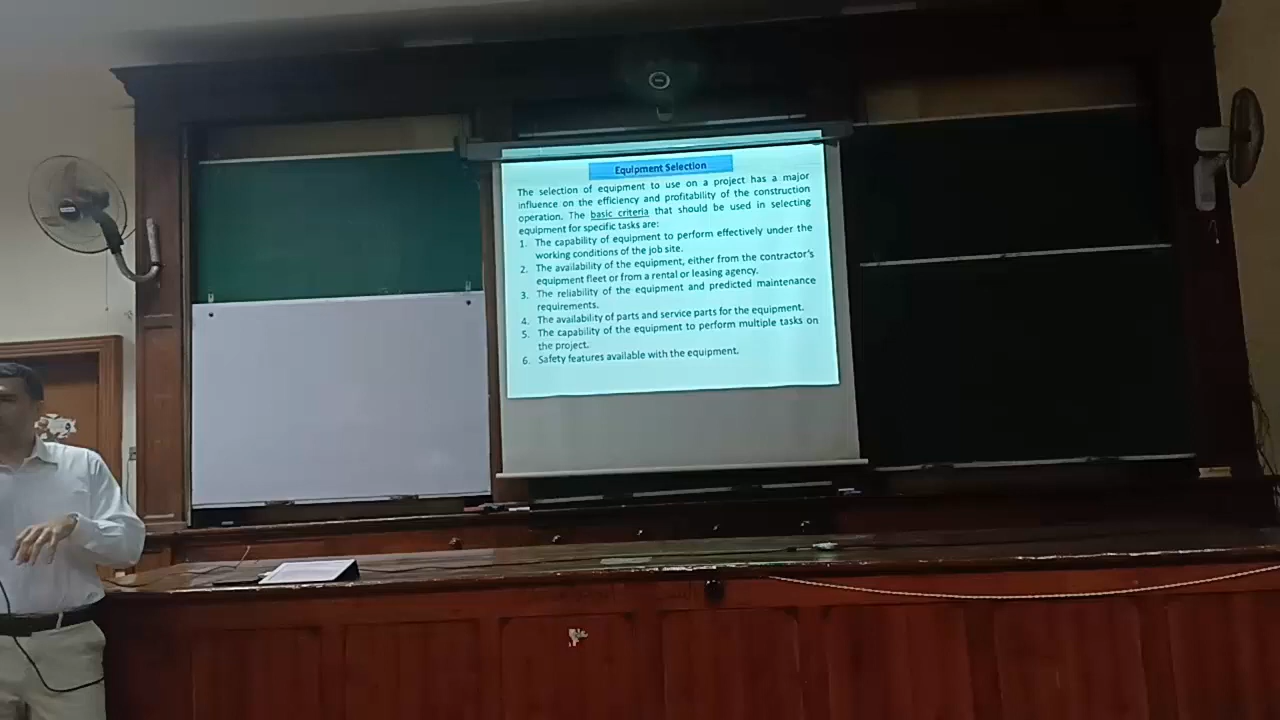 Equipment Selection
The selection of equipment to use on a project has a major
influence on the efficiency and profitability of the construction
operation. The basic criteria that should be used in selecting
equipment for specific tasks are:
1. The capability of equipment to perform effectively under the
working conditions of the job site.
2. The availability of the equipment, either from the contractor's
equipment fleet or from a rental or leasing agency.
3. The reliability of the equipment and predicted maintenance
requirements.
4. The availability of parts and service parts for the equipment.
5. The capability of the equipment to perform multiple tasks on
the project.
6. Safety features available with the equipment.